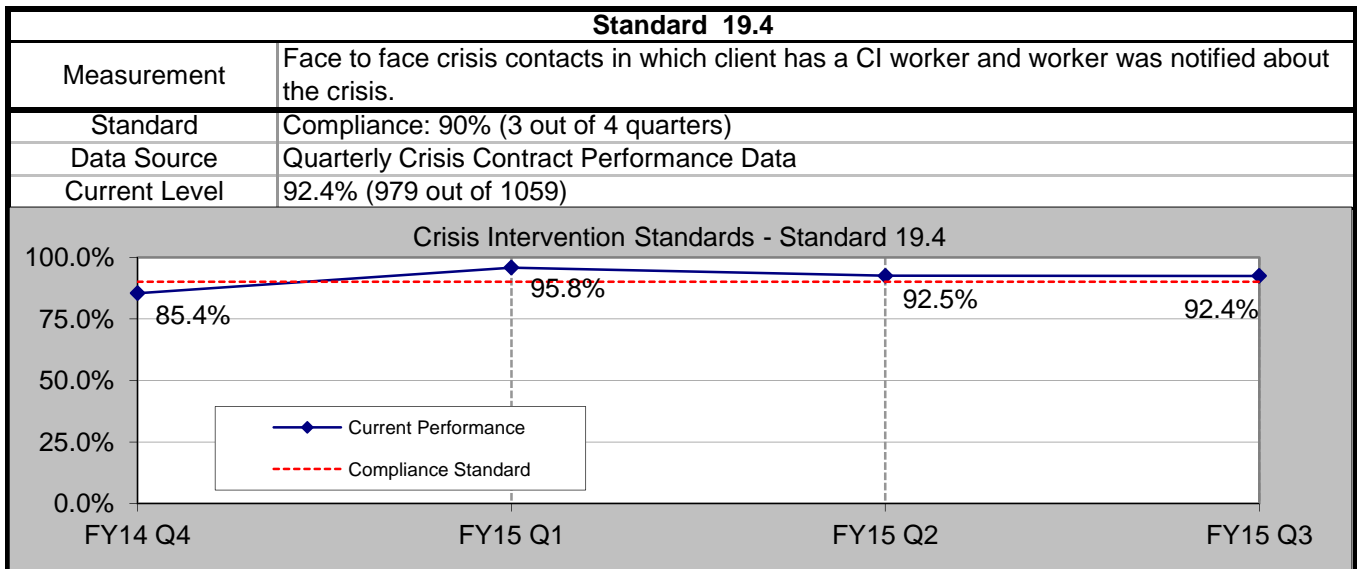 Standard 19.4
Measurement
Face to face crisis contacts in which client has a CI worker and worker was notified about
the crisis.
Standard
Compliance: 90% (3 out of 4 quarters)
Data Source
Quarterly Crisis Contract Performance Data
Current Level
92.4% (979 out of 1059)
Crisis Intervention Standards - Standard 19.4
100.0%
75.0%
50.0%
25.0%
0.0%
85.4%
95.8%
92.5%
92.4%
Current Performance
Compliance Standard
FY14 Q4
FY15 Q1
FY15 Q2
FY15 Q3